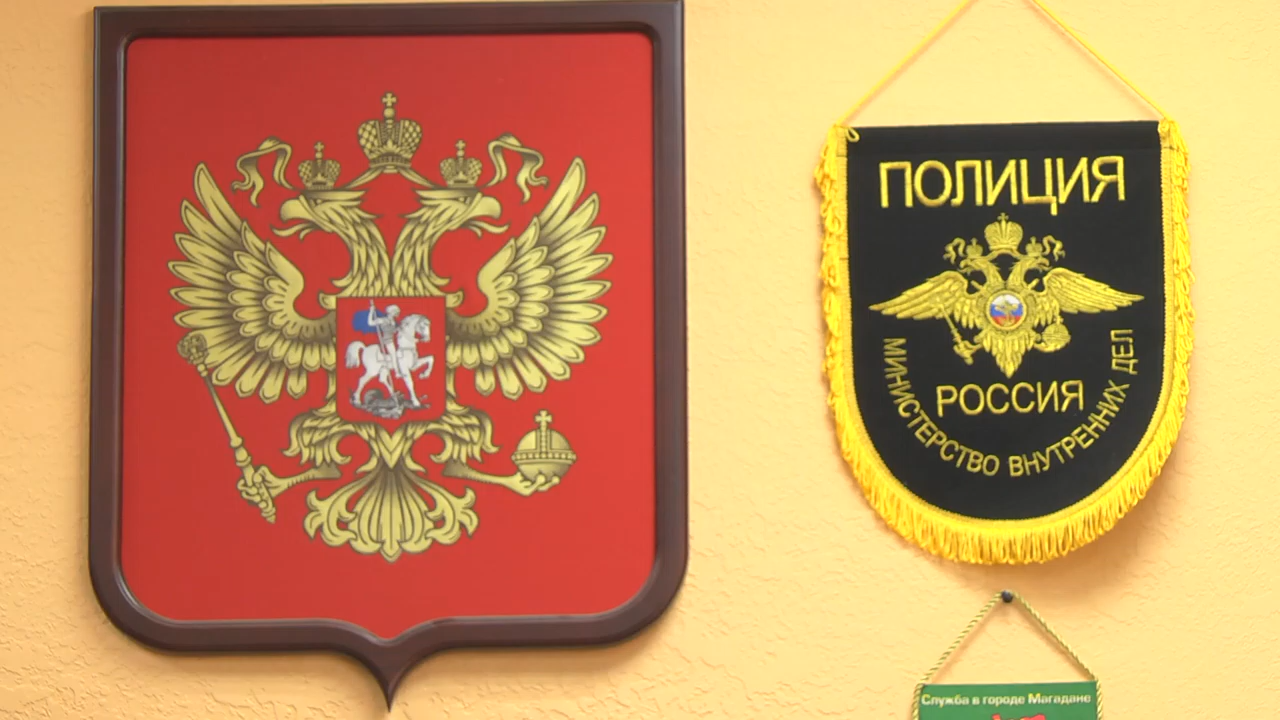 ПОЛИЦИЯ
РОССИЯ
МИНИСТЕРСТВО ВНУТРЕННИХ ДЕЛ
Служба в городе Магадане